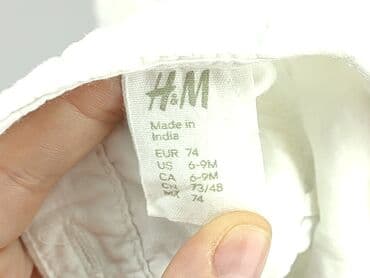 H&M
Made in
India
EUR 74
US 6-9M
CA 6-9M
CN 73/48
MX 74